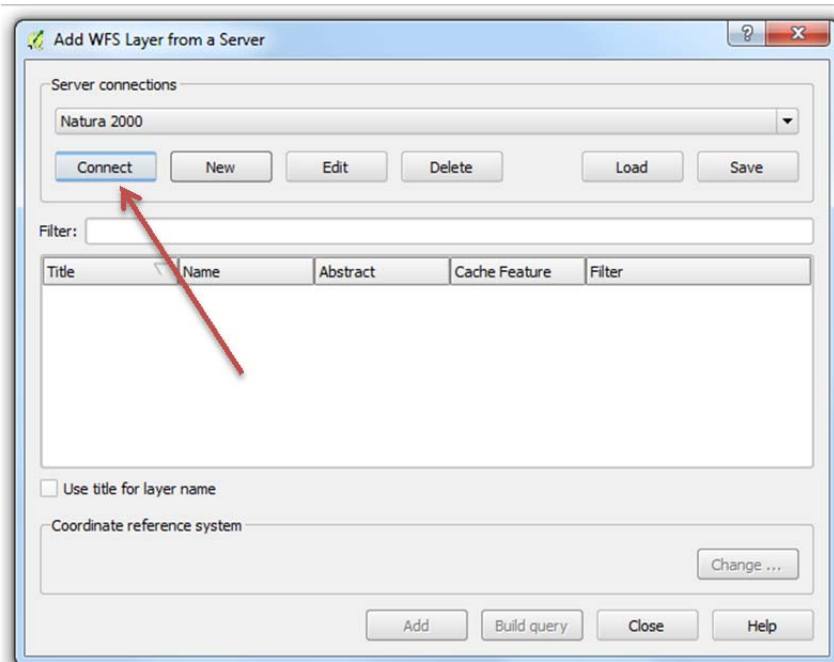 Add WFS Layer from a Server
Server connections
Natura 2000
Connect New Edit Delete Load Save
Filter:
Title Name Abstract Cache Feature Filter
Use title for layer name
Coordinate reference system
Change ...
Add Build query Close Help